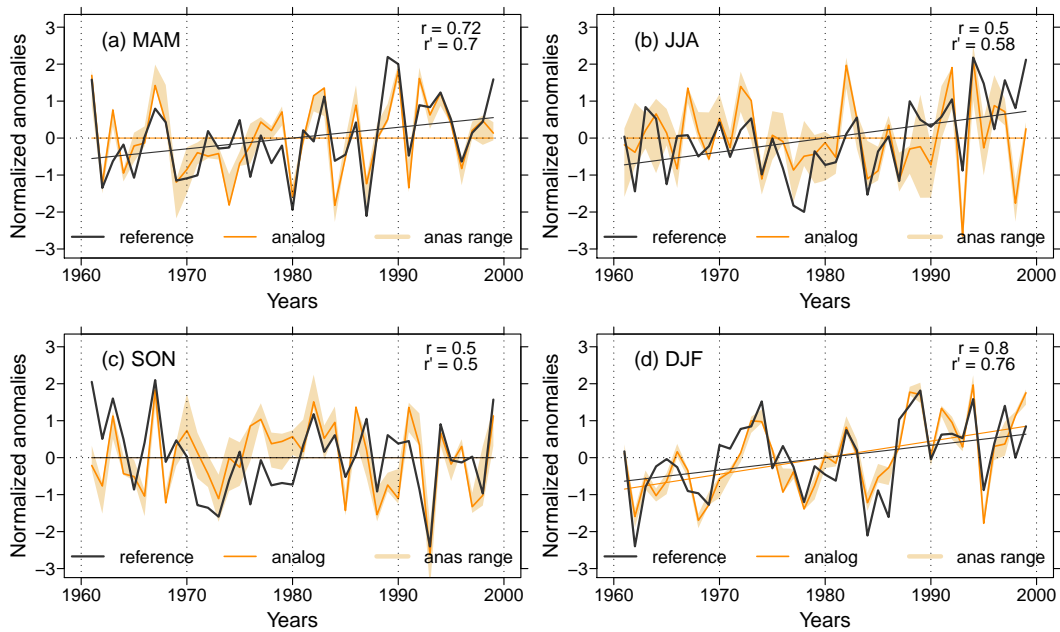 (a) MAM
r = 0.72
r' = 0.7
Normalized anomalies
3
2
1
0
−1
−2
−3
reference
analog
anas range
1960
1970
1980
1990
2000
Years
(b) JJA
r = 0.5
r' = 0.58
Normalized anomalies
3
2
1
0
−1
−2
−3
reference
analog
anas range
1960
1970
1980
1990
2000
Years
(c) SON
r = 0.5
r' = 0.5
Normalized anomalies
3
2
1
0
−1
−2
−3
reference
analog
anas range
1960
1970
1980
1990
2000
Years
(d) DJF
r = 0.8
r' = 0.76
Normalized anomalies
3
2
1
0
−1
−2
−3
reference
analog
anas range
1960
1970
1980
1990
2000
Years